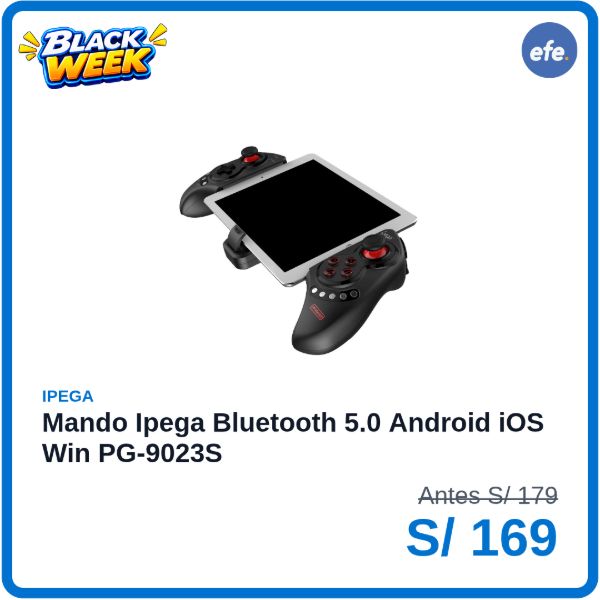 BLACK
WEEK
efe.
IPEGA
Mando Ipega Bluetooth 5.0 Android iOS
Win PG-9023S
Antes S/ 179
S/ 169